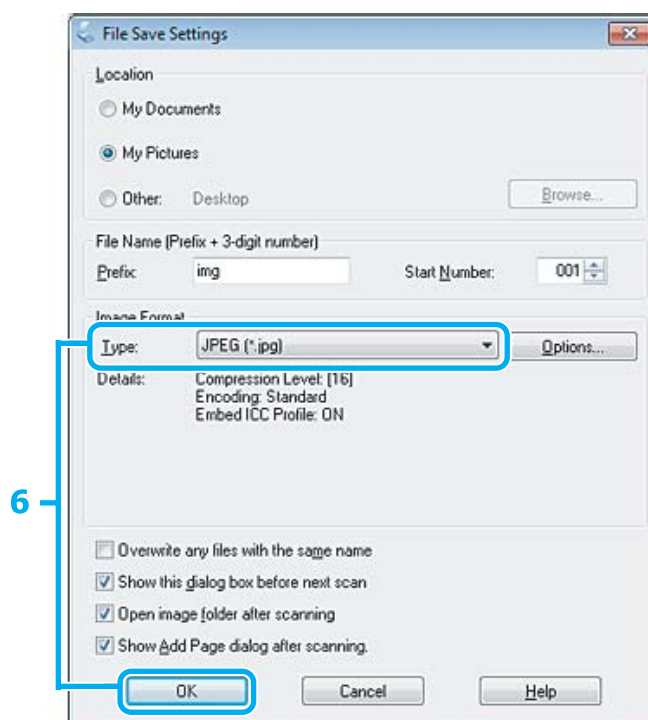 File Save Settings
Location
My Documents
My Pictures
Other: Desktop Browse...
File Name (Prefix + 3-digit number)
Prefix: img Start Number: 001
Image Format
Type: JPEG (*.jpg) Options...
Details: Compression Level: [16]
Encoding: Standard
Embed ICC Profile: ON
6
Overwrite any files with the same name
Show this dialog box before next scan
Open image folder after scanning
Show Add Page dialog after scanning.
OK Cancel Help